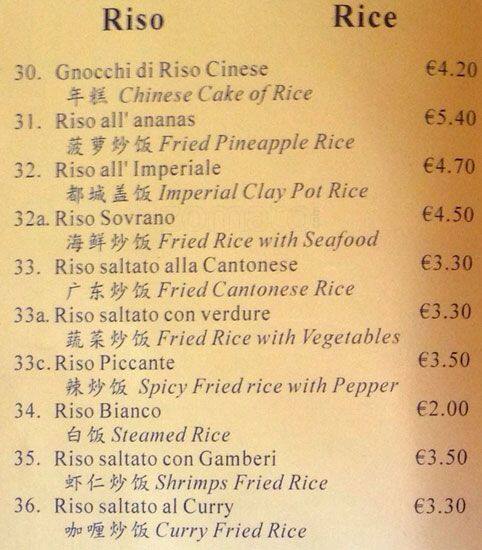 Riso Rice
30. Gnocchi di Riso Cinese €4.20
年糕 Chinese Cake of Rice
31. Riso all' ananas €5.40
菠萝炒饭 Fried Pineapple Rice
32. Riso all' Imperiale €4.70
都城盖饭 Imperial Clay Pot Rice
32a. Riso Sovrano €4.50
海鲜炒饭 Fried Rice with Seafood
33. Riso saltato alla Cantonese €3.30
广东炒饭 Fried Cantonese Rice
33a. Riso saltato con verdure €3.30
蔬菜炒饭 Fried Rice with Vegetables
33c. Riso Piccante €3.50
辣炒饭 Spicy Fried rice with Pepper
34. Riso Bianco €2.00
白饭 Steamed Rice
35. Riso saltato con Gamberi €3.50
虾仁炒饭 Shrimps Fried Rice
36. Riso saltato al Curry €3.30
咖喱炒饭 Curry Fried Rice